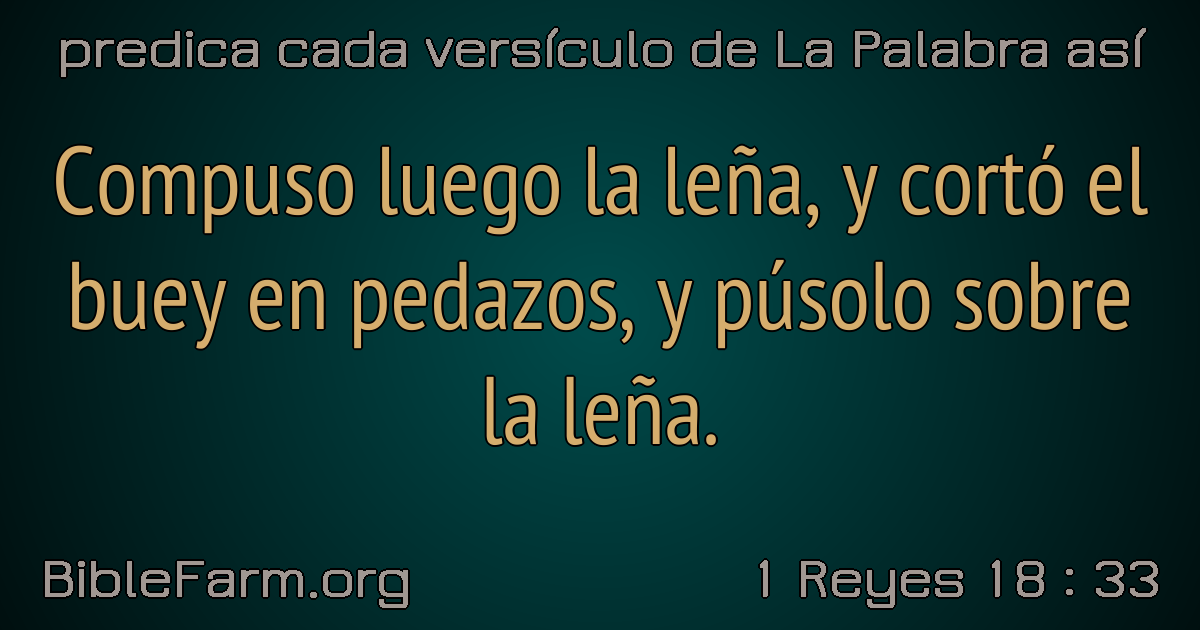 predica cada versículo de La Palabra así
Compuso luego la leña, y cortó el
buey en pedazos, y púsolo sobre
la leña.
BibleFarm.org
1 Reyes 18 : 33